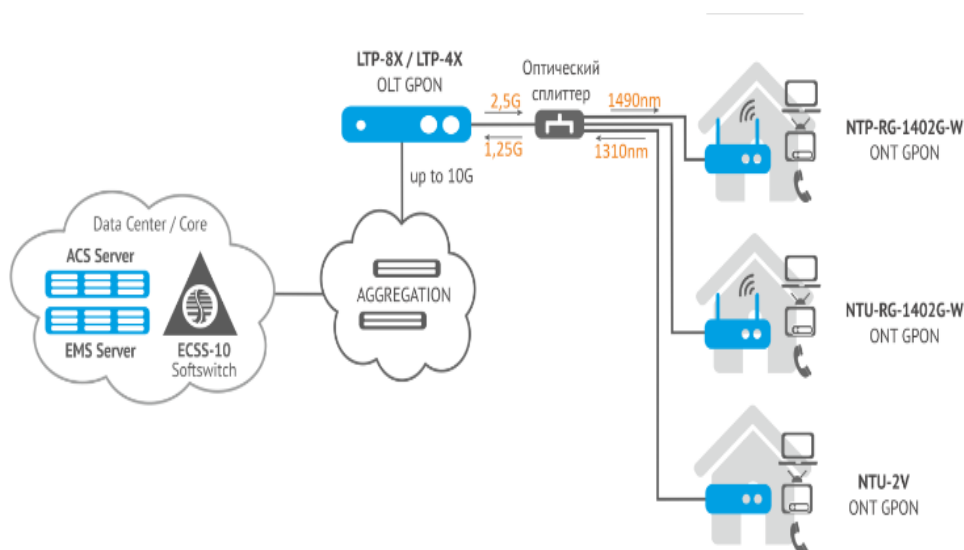 LTP-8X / LTP-4X
OLT GPON
Оптический
сплиттер
2,5G
1,25G
1490nm
1310nm
up to 10G
NTP-RG-1402G-W
ONT GPON
Data Center / Core
ACS Server
EMS Server
ECSS-10
Softswitch
AGGREGATION
NTU-RG-1402G-W
ONT GPON
NTU-2V
ONT GPON